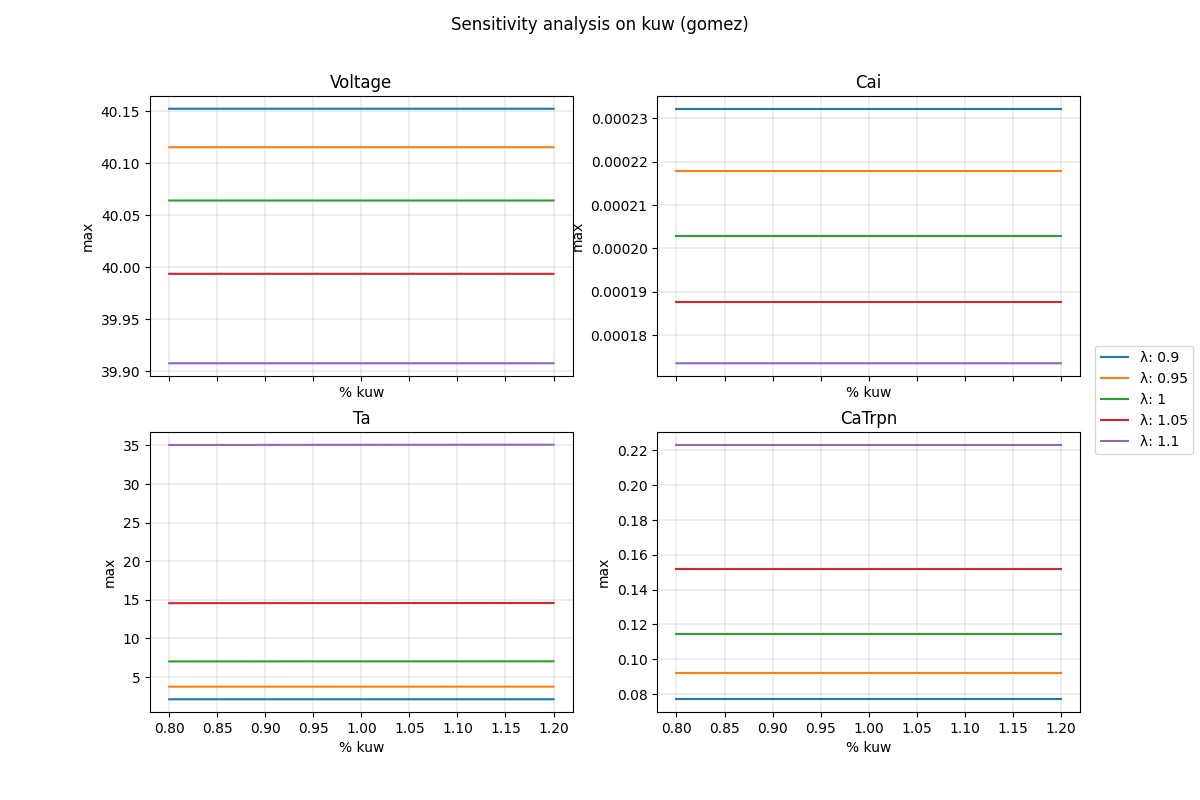 Sensitivity analysis on kuw (gomez)
Voltage
40.15
40.10
40.05
40.00
39.95
39.90
max
% kuw
Cai
0.00023
0.00022
0.00021
0.00020
0.00019
0.00018
max
% kuw
λ: 0.9
λ: 0.95
λ: 1
λ: 1.05
λ: 1.1
Ta
35
30
25
20
15
10
5
max
0.80 0.85 0.90 0.95 1.00 1.05 1.10 1.15 1.20
% kuw
CaTrpn
0.22
0.20
0.18
0.16
0.14
0.12
0.10
0.08
max
0.80 0.85 0.90 0.95 1.00 1.05 1.10 1.15 1.20
% kuw